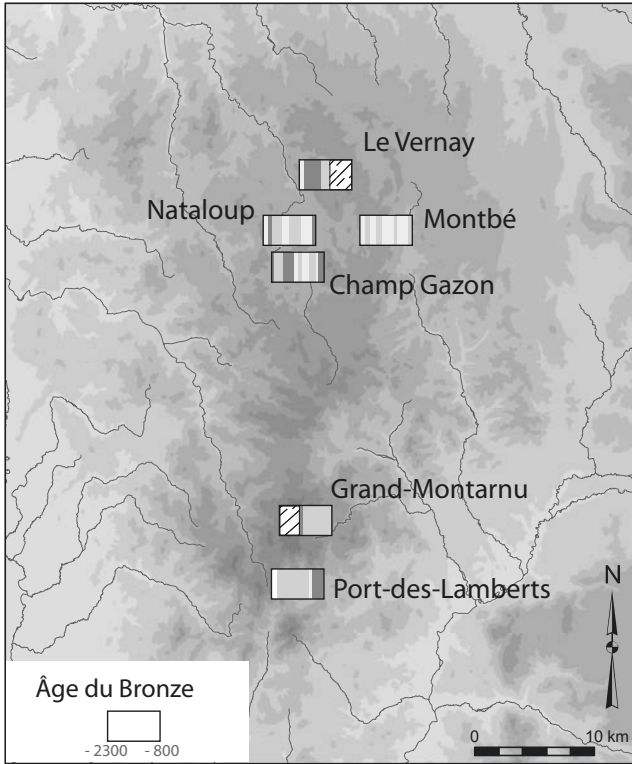 Le Vernay
Nataloup
Montbé
Champ Gazon
Grand-Montarnu
Port-des-Lamberts
N
Âge du Bronze
- 2300 - 800
0 10 km